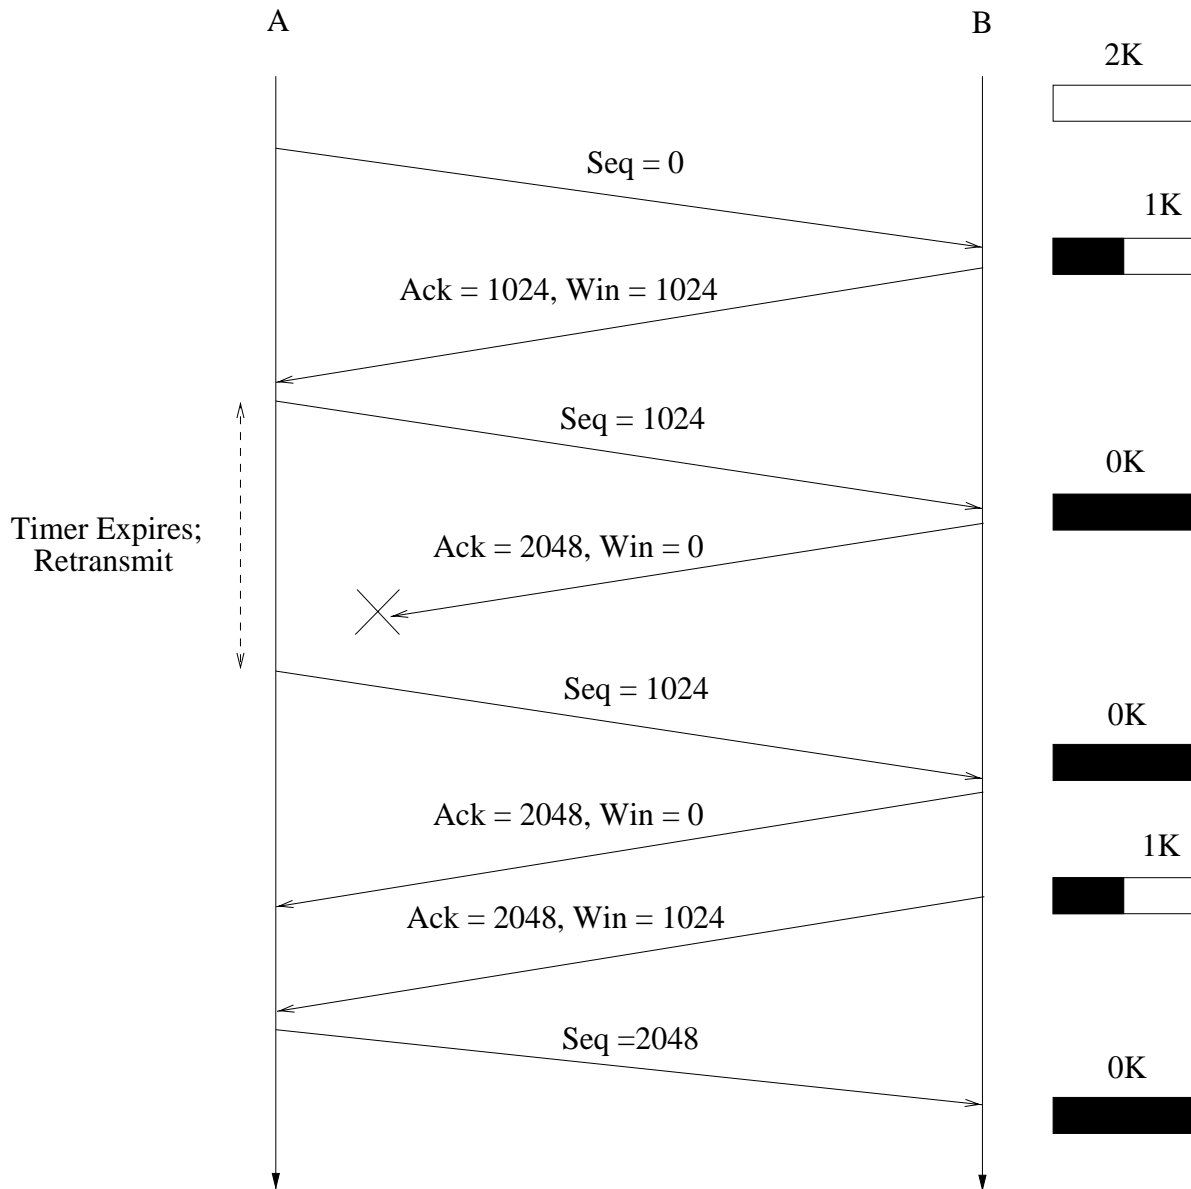 A
B
2K
Seq = 0
1K
Ack = 1024, Win = 1024
Seq = 1024
0K
Timer Expires;
Retransmit
Ack = 2048, Win = 0
Seq = 1024
0K
Ack = 2048, Win = 0
1K
Ack = 2048, Win = 1024
Seq =2048
0K